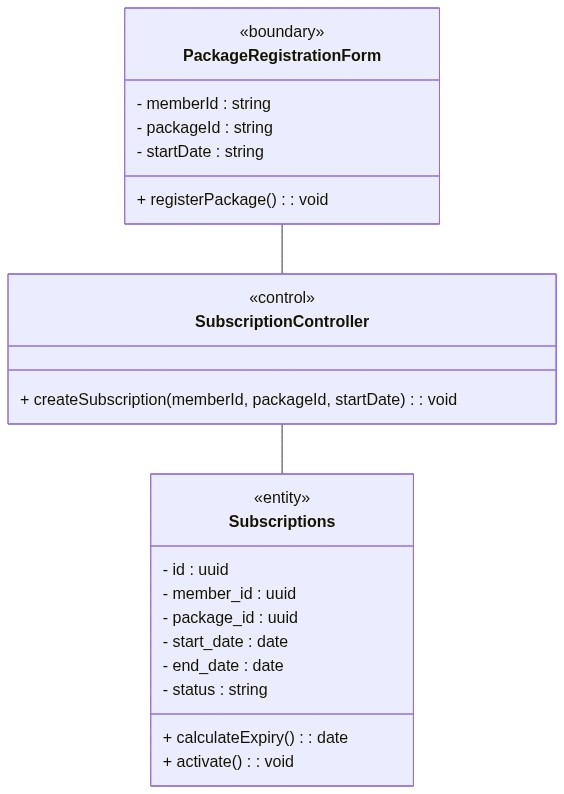 «boundary»
PackageRegistrationForm
- memberId : string
- packageId : string
- startDate : string
+ registerPackage() : : void
«control»
SubscriptionController
+ createSubscription(memberId, packageId, startDate) : : void
«entity»
Subscriptions
- id : uuid
- member_id : uuid
- package_id : uuid
- start_date : date
- end_date : date
- status : string
+ calculateExpiry() : : date
+ activate() : : void